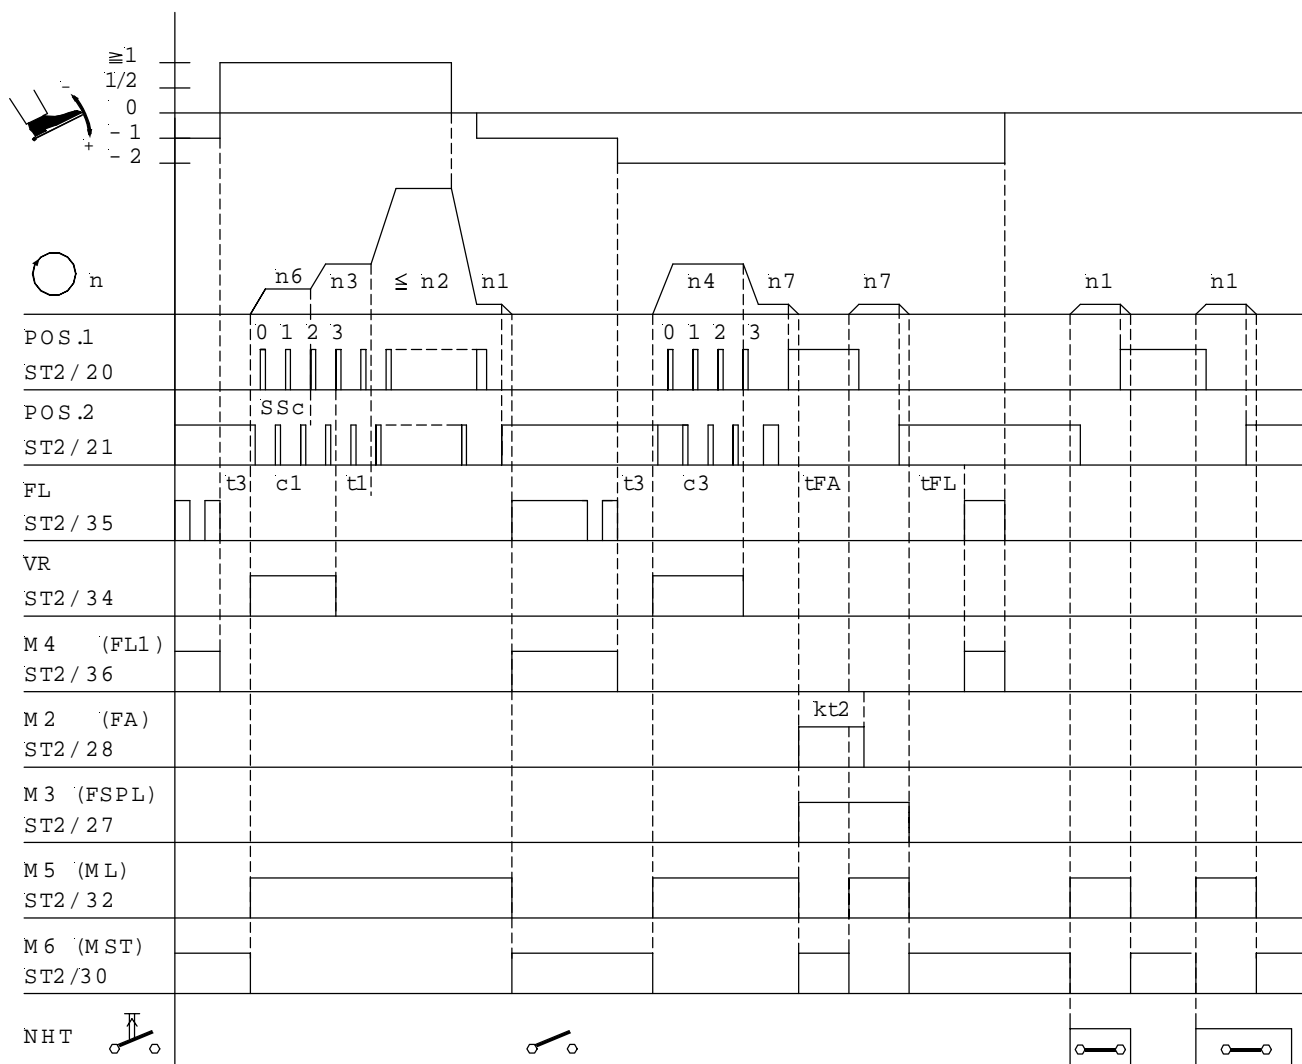 ≧1
1/2
0
-1
-2
-
+
n
n6
n3
≦ n2
n1
n4
n7
n7
n1
n1
POS.1
0 1 2 3
0 1 2 3
ST2/20
POS.2
SSc
ST2/21
FL
t3
c1
t1
t3
c3
tFA
tFL
ST2/35
VR
ST2/34
M4 (FL1)
ST2/36
M2 (FA)
kt2
ST2/28
M3 (FSPL)
ST2/27
M5 (ML)
ST2/32
M6 (MST)
ST2/30
NHT